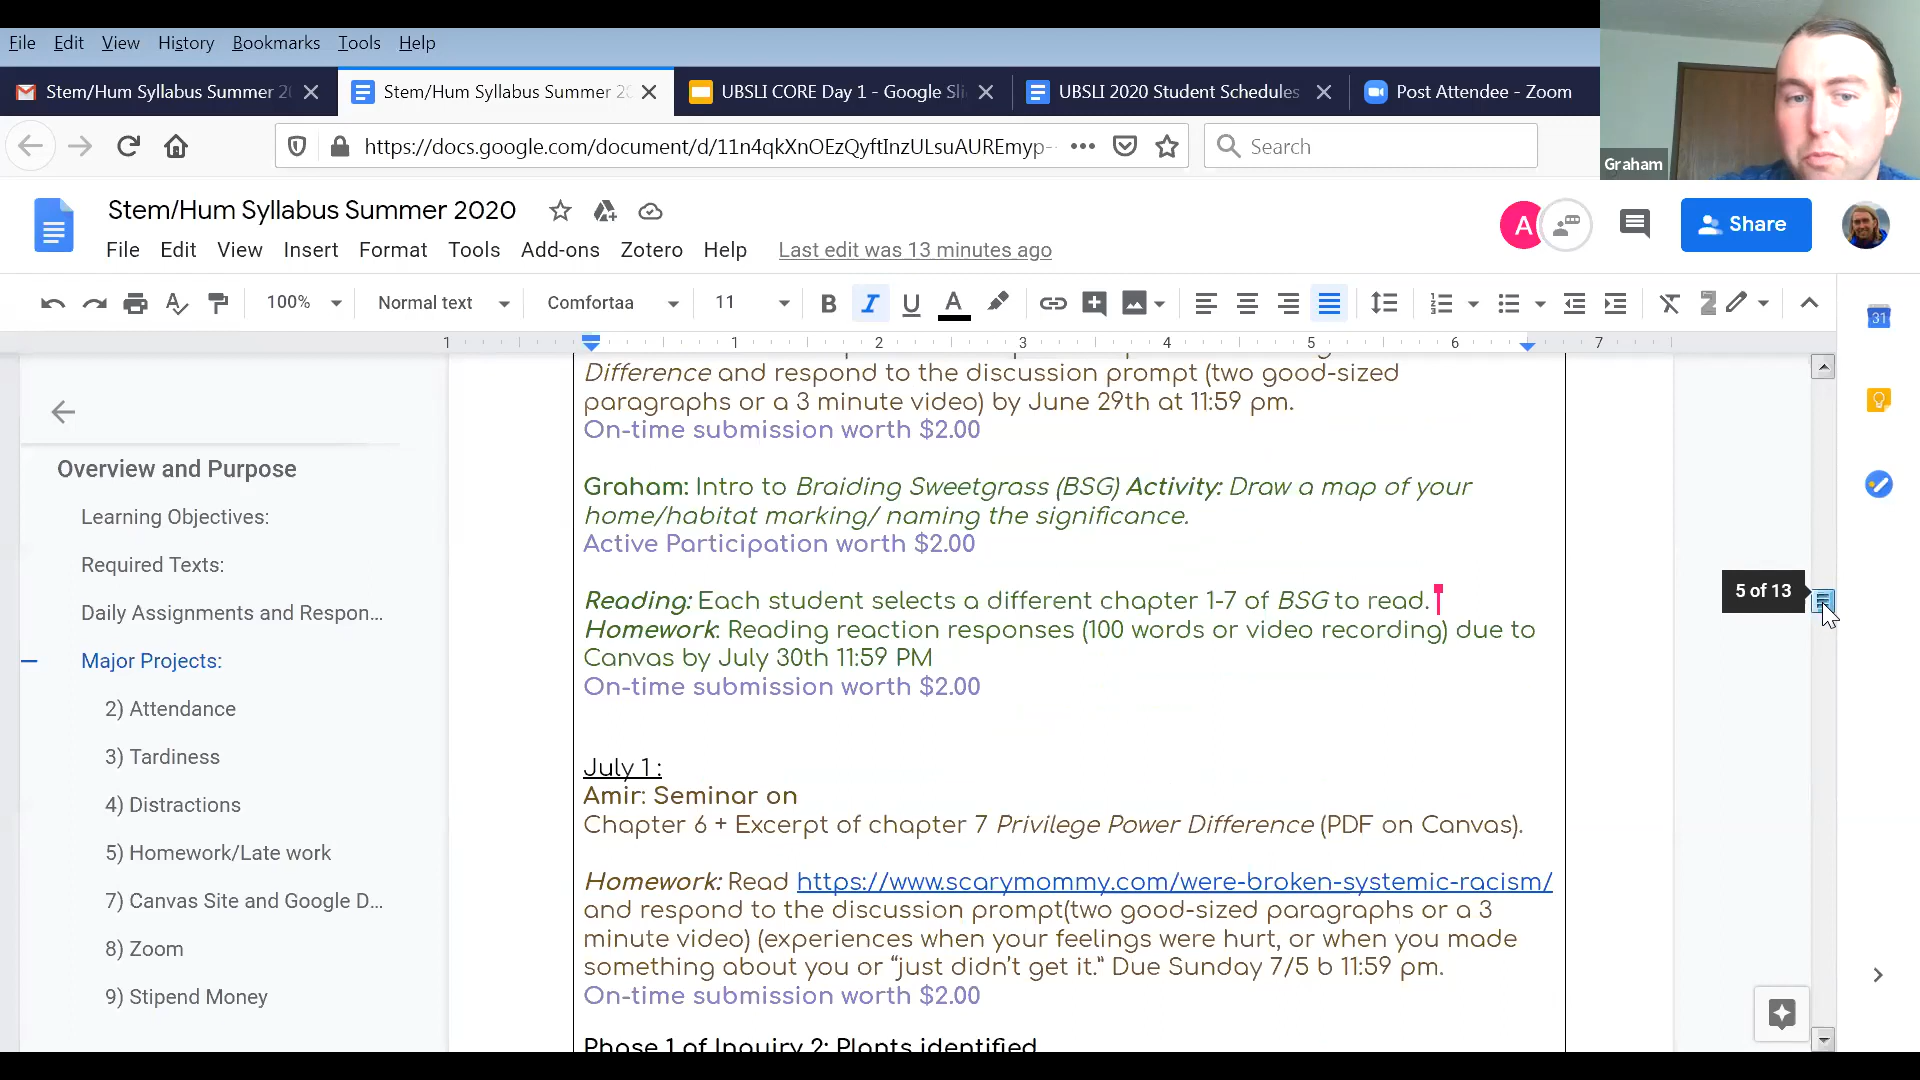 File Edit View History Bookmarks Tools Help
Stem/Hum Syllabus Summer 2
Stem/Hum Syllabus Summer 2
UBSLI CORE Day 1 - Google Sli
UBSLI 2020 Student Schedules
Post Attendee - Zoom
https://docs.google.com/document/d/11n4qkXnOEzQyftInzULsuAUREmyp-
Search
Graham
Stem/Hum Syllabus Summer 2020
A
Share
File Edit View Insert Format Tools Add-ons Zotero Help Last edit was 13 minutes ago
100% Normal text Comfortaa 11 B I U A
Z
31
1 1 2 3 4 5 6 7
Overview and Purpose
Learning Objectives:
Required Texts:
Daily Assignments and Respon...
Major Projects:
2) Attendance
3) Tardiness
4) Distractions
5) Homework/Late work
7) Canvas Site and Google D...
8) Zoom
9) Stipend Money
Difference and respond to the discussion prompt (two good-sized
paragraphs or a 3 minute video) by June 29th at 11:59 pm.
On-time submission worth $2.00
Graham: Intro to Braiding Sweetgrass (BSG) Activity: Draw a map of your
home/habitat marking/ naming the significance.
Active Participation worth $2.00
Reading: Each student selects a different chapter 1-7 of BSG to read.
Homework: Reading reaction responses (100 words or video recording) due to
Canvas by July 30th 11:59 PM
On-time submission worth $2.00
July 1 :
Amir: Seminar on
Chapter 6 + Excerpt of chapter 7 Privilege Power Difference (PDF on Canvas).
Homework: Read https://www.scarymommy.com/were-broken-systemic-racism/
and respond to the discussion prompt(two good-sized paragraphs or a 3
minute video) (experiences when your feelings were hurt, or when you made
something about you or “just didn’t get it.” Due Sunday 7/5 b 11:59 pm.
On-time submission worth $2.00
Phase 1 of Inquiry 2: Plants identified
5 of 13